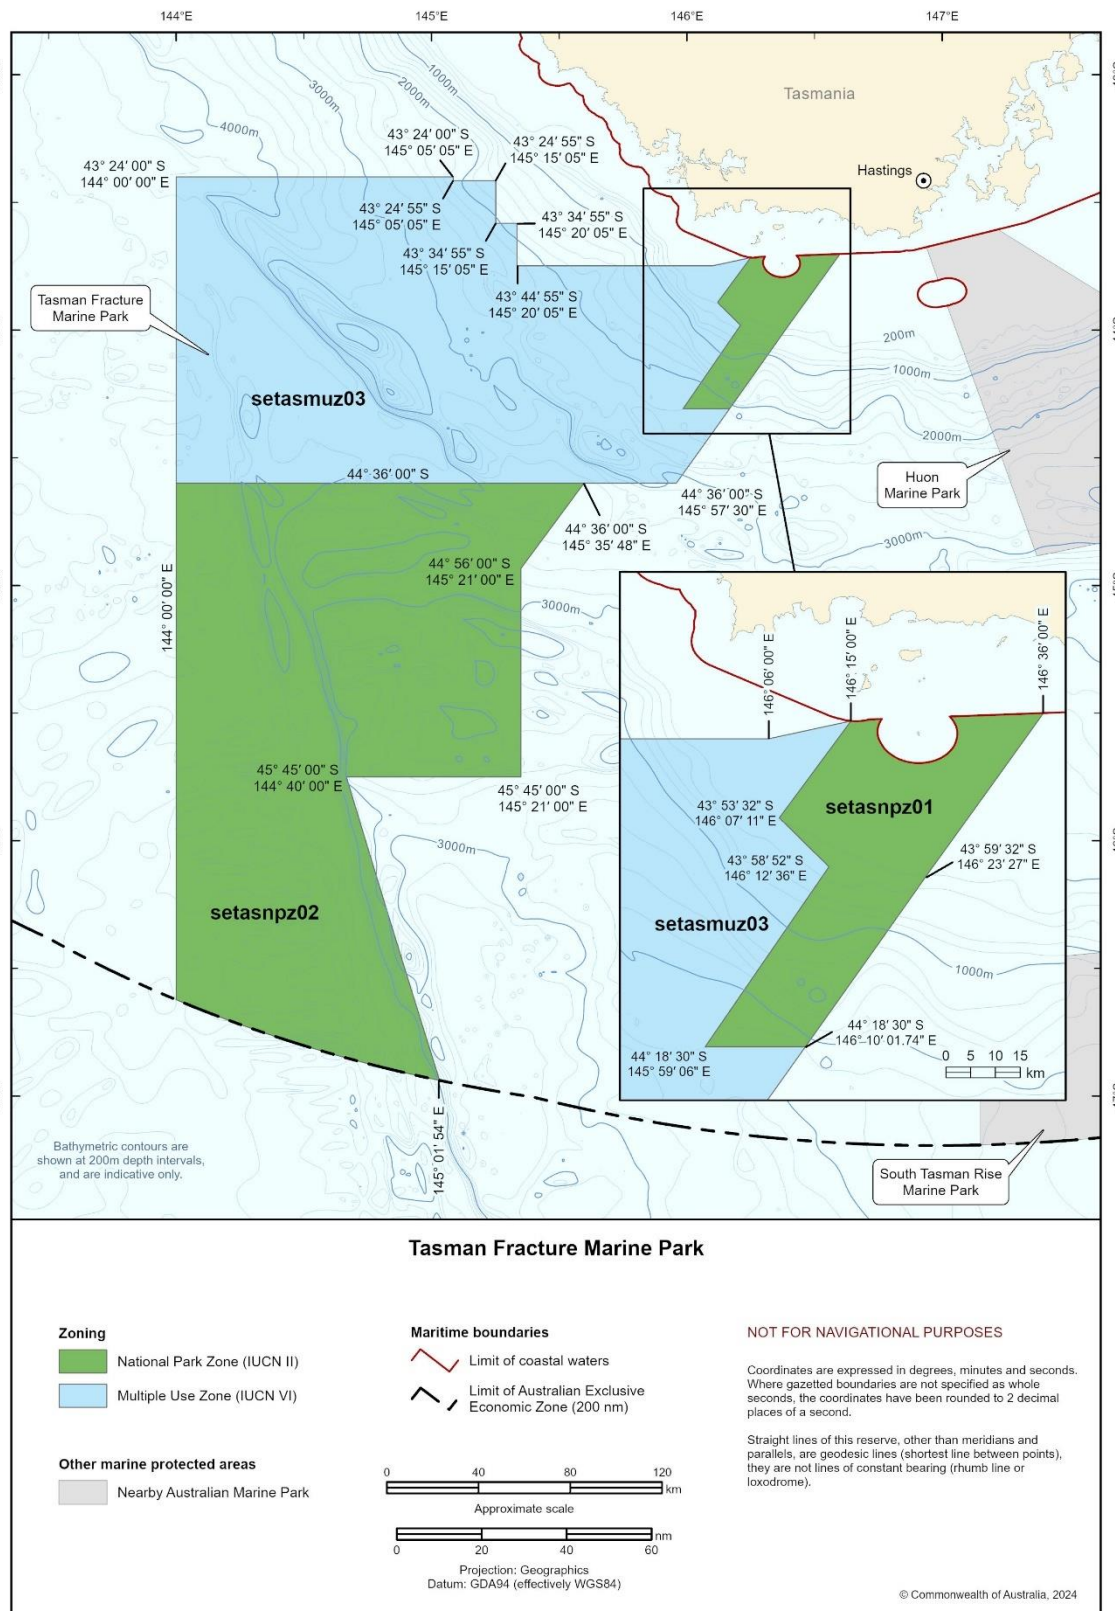 144°E
145°E
146°E
147°E
1000m
2000m
3000m
4000m
Tasmania
Hastings
43° 24′ 00" S
144° 00′ 00" E
43° 24′ 00" S
145° 05′ 05" E
43° 24′ 55" S
145° 15′ 05" E
43° 24′ 55" S
145° 05′ 05" E
43° 34′ 55" S
145° 20′ 05" E
43° 34′ 55" S
145° 15′ 05" E
43° 44′ 55" S
145° 20′ 05" E
Tasman Fracture
Marine Park
200m
1000m
2000m
setasmuz03
44° 36′ 00" S
Huon
Marine Park
44° 36′ 00" S
145° 57′ 30" E
44° 36′ 00" S
145° 35′ 48" E
3000m
44° 56′ 00" S
145° 21′ 00" E
144° 00′ 00" E
3000m
146° 06′ 00" E
146° 15′ 00" E
146° 36′ 00" E
45° 45′ 00" S
144° 40′ 00" E
45° 45′ 00" S
145° 21′ 00" E
43° 53′ 32" S
146° 07′ 11" E
setasnpz01
3000m
43° 58′ 52" S
146° 12′ 36" E
43° 59′ 32" S
146° 23′ 27" E
setasnpz02
setasmuz03
1000m
44° 18′ 30" S
146° 10′ 01.74" E
44° 18′ 30" S
145° 59′ 06" E
0 5 10 15
km
145° 01′ 54" E
Bathymetric contours are
shown at 200m depth intervals,
and are indicative only.
South Tasman Rise
Marine Park
Tasman Fracture Marine Park
Zoning
National Park Zone (IUCN II)
Multiple Use Zone (IUCN VI)
Other marine protected areas
Nearby Australian Marine Park
Maritime boundaries
Limit of coastal waters
Limit of Australian Exclusive
Economic Zone (200 nm)
0 40 80 120
km
Approximate scale
nm
0 20 40 60
Projection: Geographics
Datum: GDA94 (effectively WGS84)
NOT FOR NAVIGATIONAL PURPOSES
Coordinates are expressed in degrees, minutes and seconds.
Where gazetted boundaries are not specified as whole
seconds, the coordinates have been rounded to 2 decimal
places of a second.
Straight lines of this reserve, other than meridians and
parallels, are geodesic lines (shortest line between points),
they are not lines of constant bearing (rhumb line or
loxodrome).
© Commonwealth of Australia, 2024